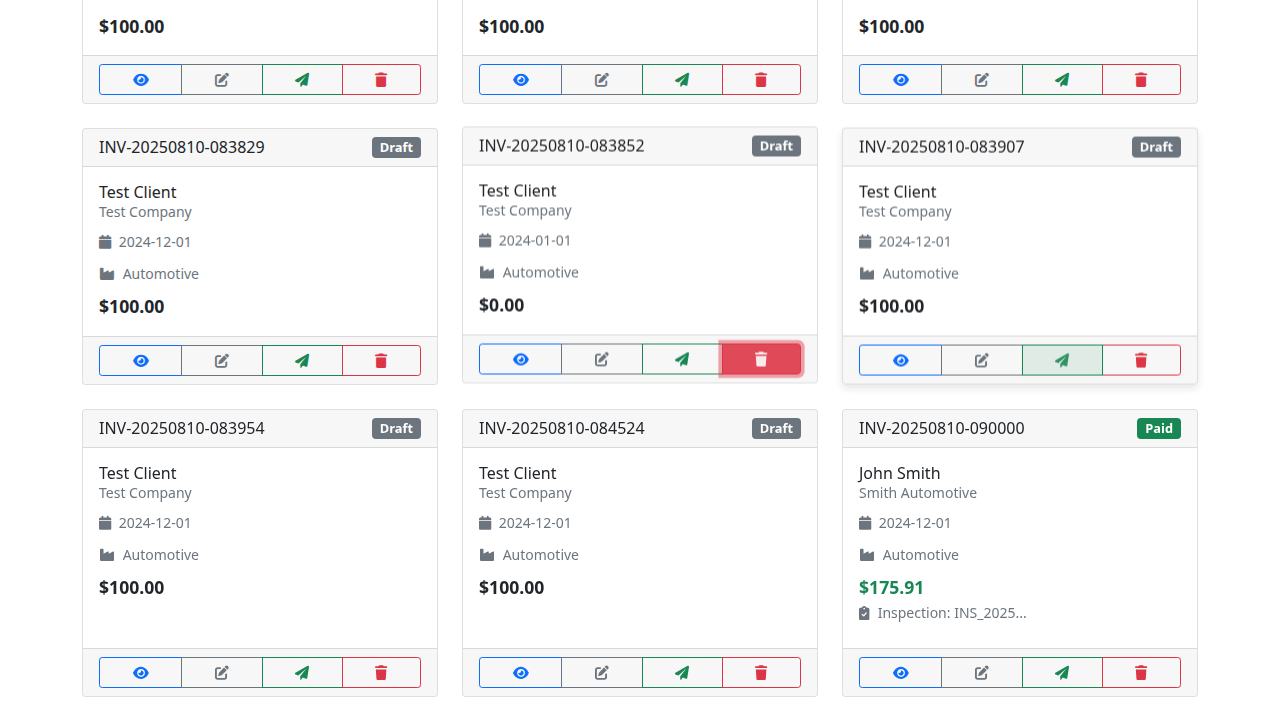 $100.00
$100.00
$100.00
INV-20250810-083829
Draft
Test Client
Test Company
2024-12-01
Automotive
$100.00
INV-20250810-083852
Draft
Test Client
Test Company
2024-01-01
Automotive
$0.00
INV-20250810-083907
Draft
Test Client
Test Company
2024-12-01
Automotive
$100.00
INV-20250810-083954
Draft
Test Client
Test Company
2024-12-01
Automotive
$100.00
INV-20250810-084524
Draft
Test Client
Test Company
2024-12-01
Automotive
$100.00
INV-20250810-090000
Paid
John Smith
Smith Automotive
2024-12-01
Automotive
$175.91
Inspection: INS_2025...